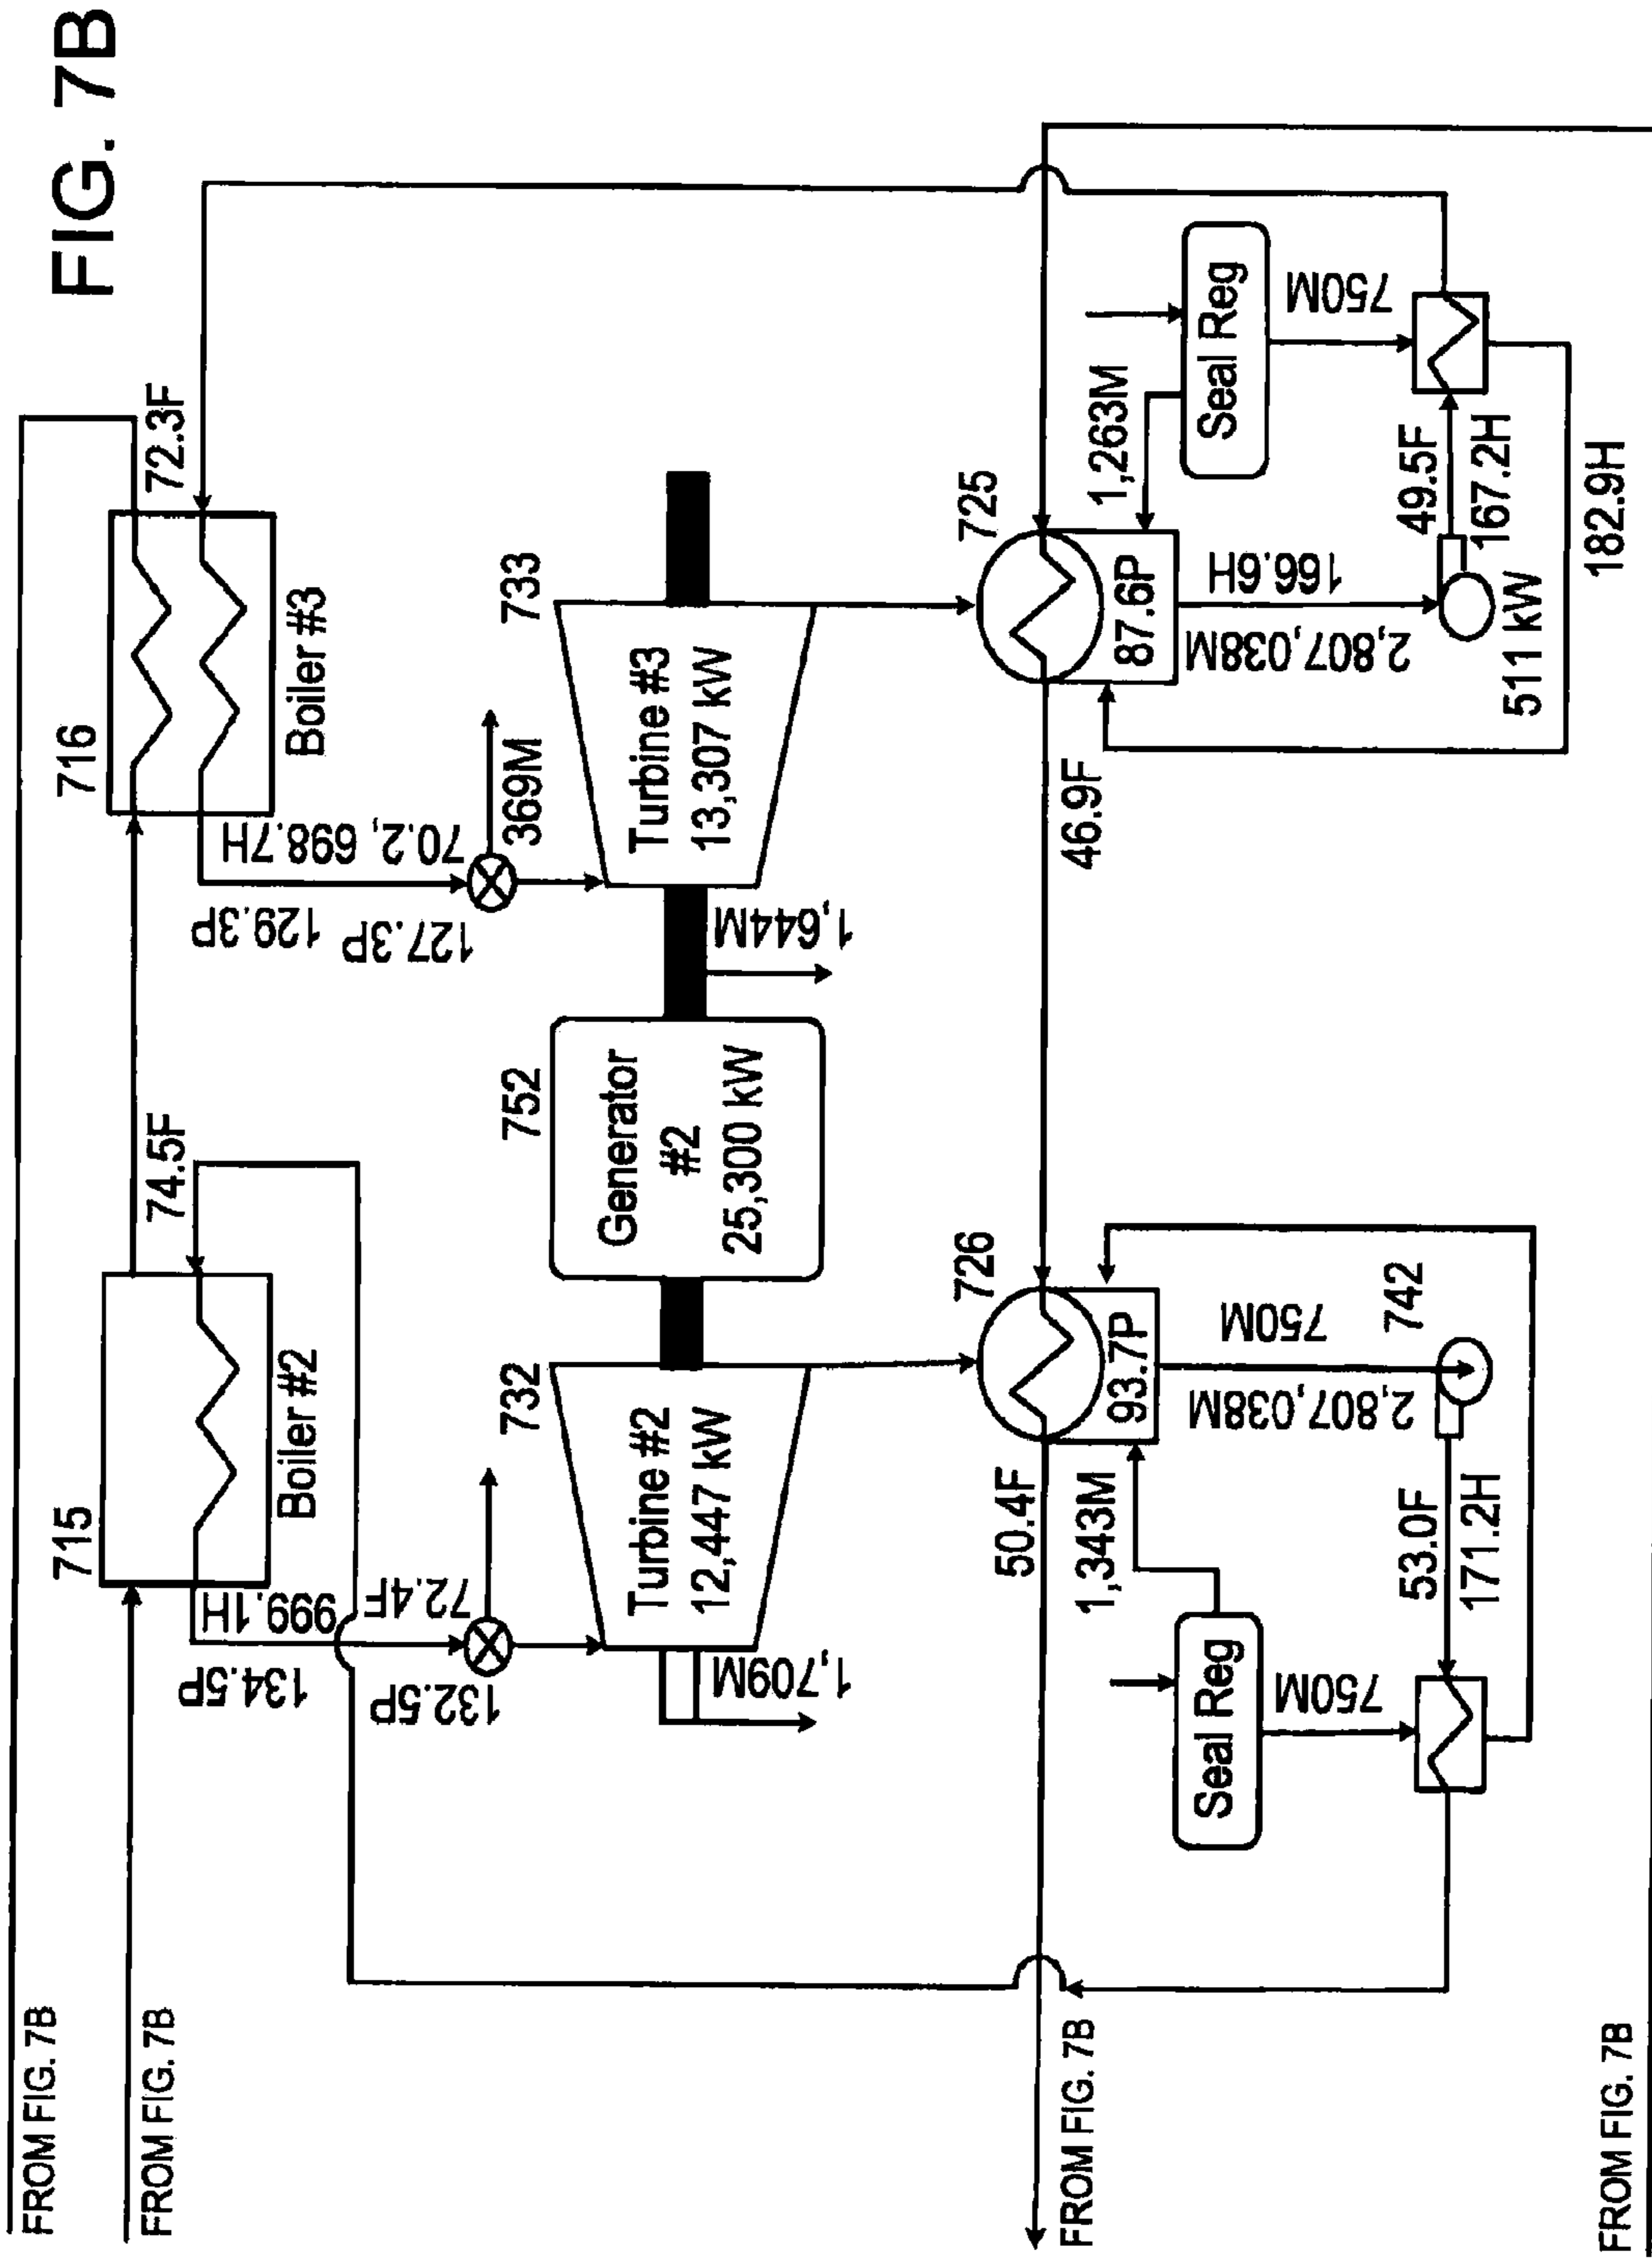 FIG. 7B
FROM FIG. 7B
FROM FIG. 7B
715
Boiler #2
74.5F
716
Boiler #3
72.3F
999.1H
134.5P
72.4F
132.5P
70.2, 698.7H
129.3P
127.3P
369M
732
Turbine #2
12,447 kW
1,709M
752
Generator
#2
25,300 kW
1,644M
733
Turbine #3
13,307 kW
FROM FIG. 7B
50.4F
726
93.7P
46.9F
725
87.6P
1,343M
Seal Reg
750M
750M
2,807,038M
742
53.0F
171.2H
1,263M
Seal Reg
750M
166.6H
2,807,038M
49.5F
167.2H
511 kW
182.9H
FROM FIG. 7B